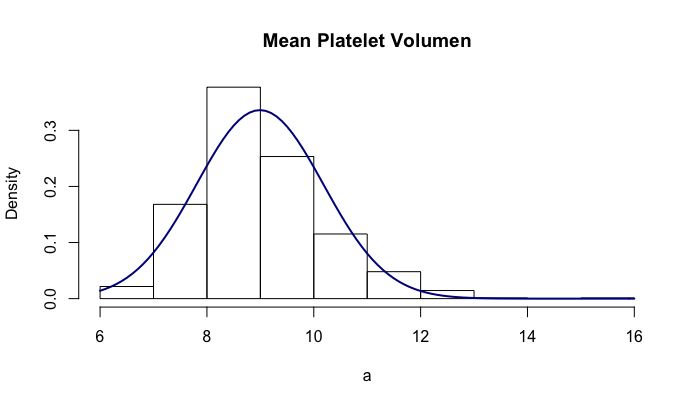 Mean Platelet Volumen
Density
0.0 0.1 0.2 0.3
6 8 10 12 14 16
a